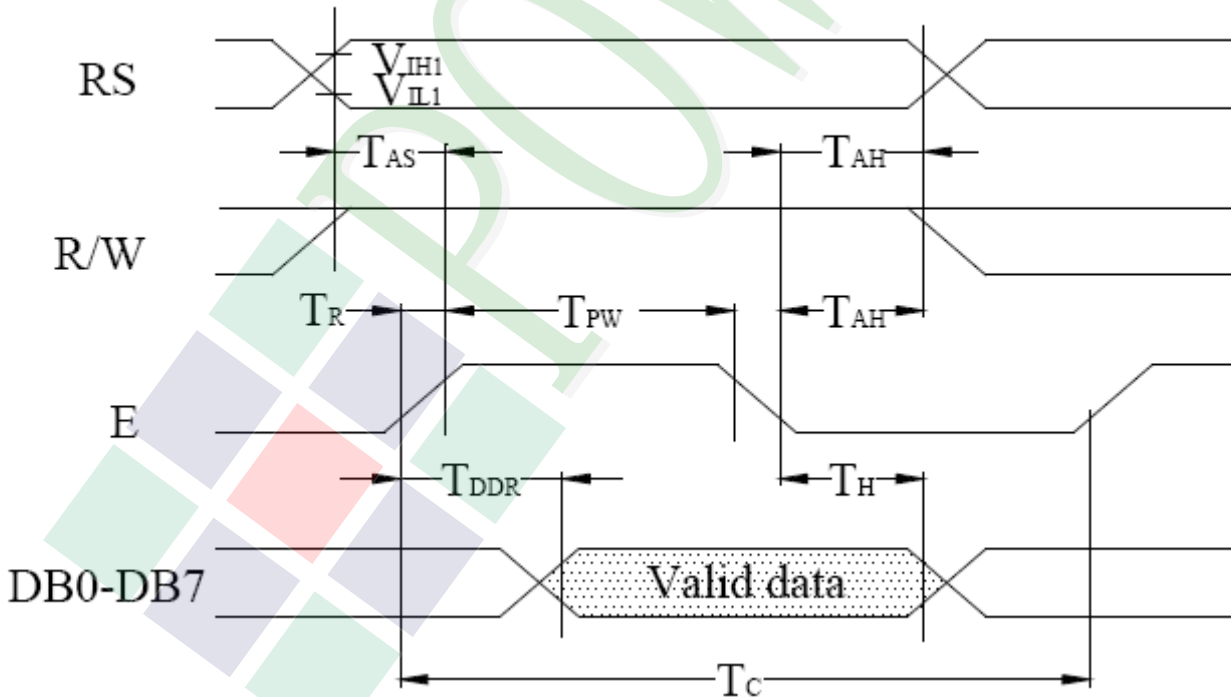 RS
VIH1
VIL1
TAS
TAH
R/W
TR
TPW
TAH
E
TDDR
TH
DB0-DB7
Valid data
TC